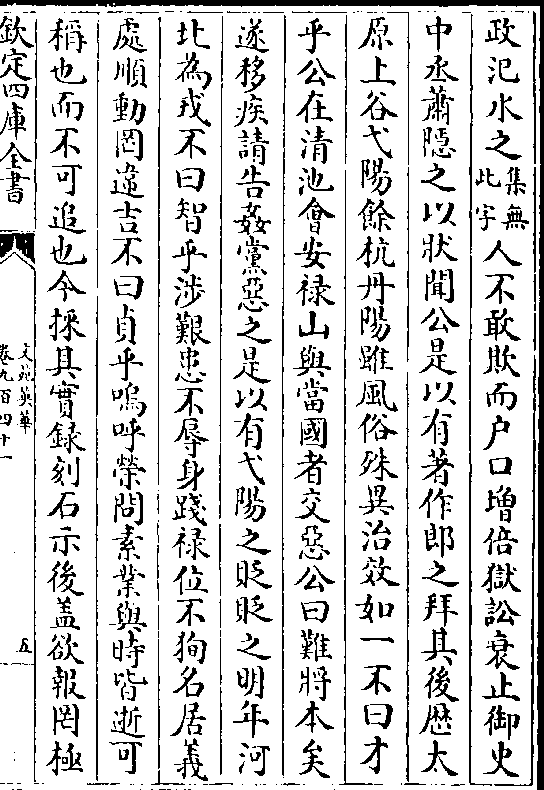 政汜水之集無此字人不敢欺而户口增倍獄訟衰止御史
中丞蕭隠之以狀聞公是以有著作郎之拜其後歴太
原上谷弋陽餘杭丹陽雖風俗殊異治效如一不曰才
乎公在清池會安禄山與當國者交惡公曰難將本矣
遂移疾請告姦黨惡之是以有弋陽之貶貶之明年河
北為戎不曰智乎渉艱患不辱身踐禄位不狥名居義
處順動罔違吉不曰貞乎嗚呼榮問素業與時皆逝可
稱也而不可追也今採其實録刻石示後盖欲報罔極
欽定四庫全書
文苑英華
卷九百四十一
五